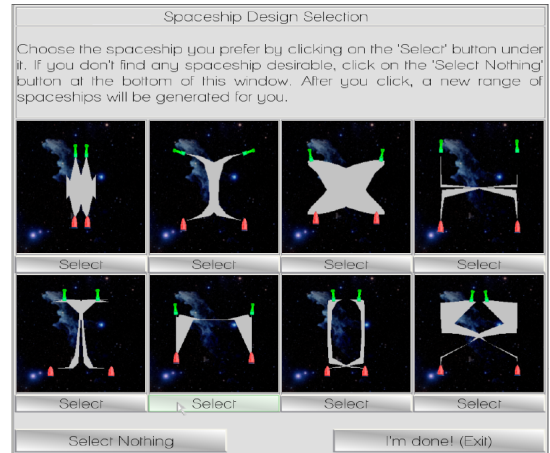 Spaceship Design Selection
Choose the spaceship you prefer by clicking on the 'Select' button under
it. If you don't find any spaceship desirable, click on the 'Select Nothing'
button at the bottom of this window. After you click, a new range of
spaceships will be generated for you.
Select Select Select Select
Select Select Select Select
Select Nothing I'm done! (Exit)